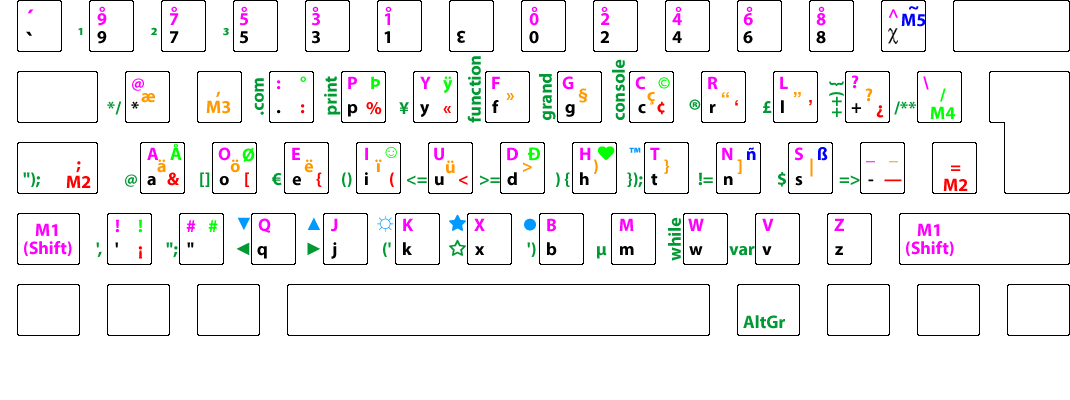 ´ 9̊ 7̊ 5̊ 3̊ 1̊ 0̊ 2̊ 4̊ 6̊ 8̊ ^ ~ M5
` ¹ 9 ² 7 ³ 5 3 1 ε 0 2 4 6 8 χ
@ æ : ° P Þ Y ÿ F » G § C © ç R “ L ” ? ? \ /
*/ * , M3 .com . : print p % ¥ y « function f grand g console c ¢ ® r ‘ £ l ’ ++) { + ¿ /** M4
; A Å ä O Ø ö E ë I ☺ ï U ü D Ð > H ♥ ) ™ T } N ñ ] S ß | _ – =
"); M2 @ a & [] o [ € e { () i ( <= u < >= d ) { h }); t != n $ s => - — M2
M1 ! ! # # ▼ Q ▲ J ☼ K ★ X ● B M W V Z M1
(Shift) ', ' ¡ "; " ◀ q ▶ j (' k ☆ x ') b µ m while w var v z (Shift)
AltGr